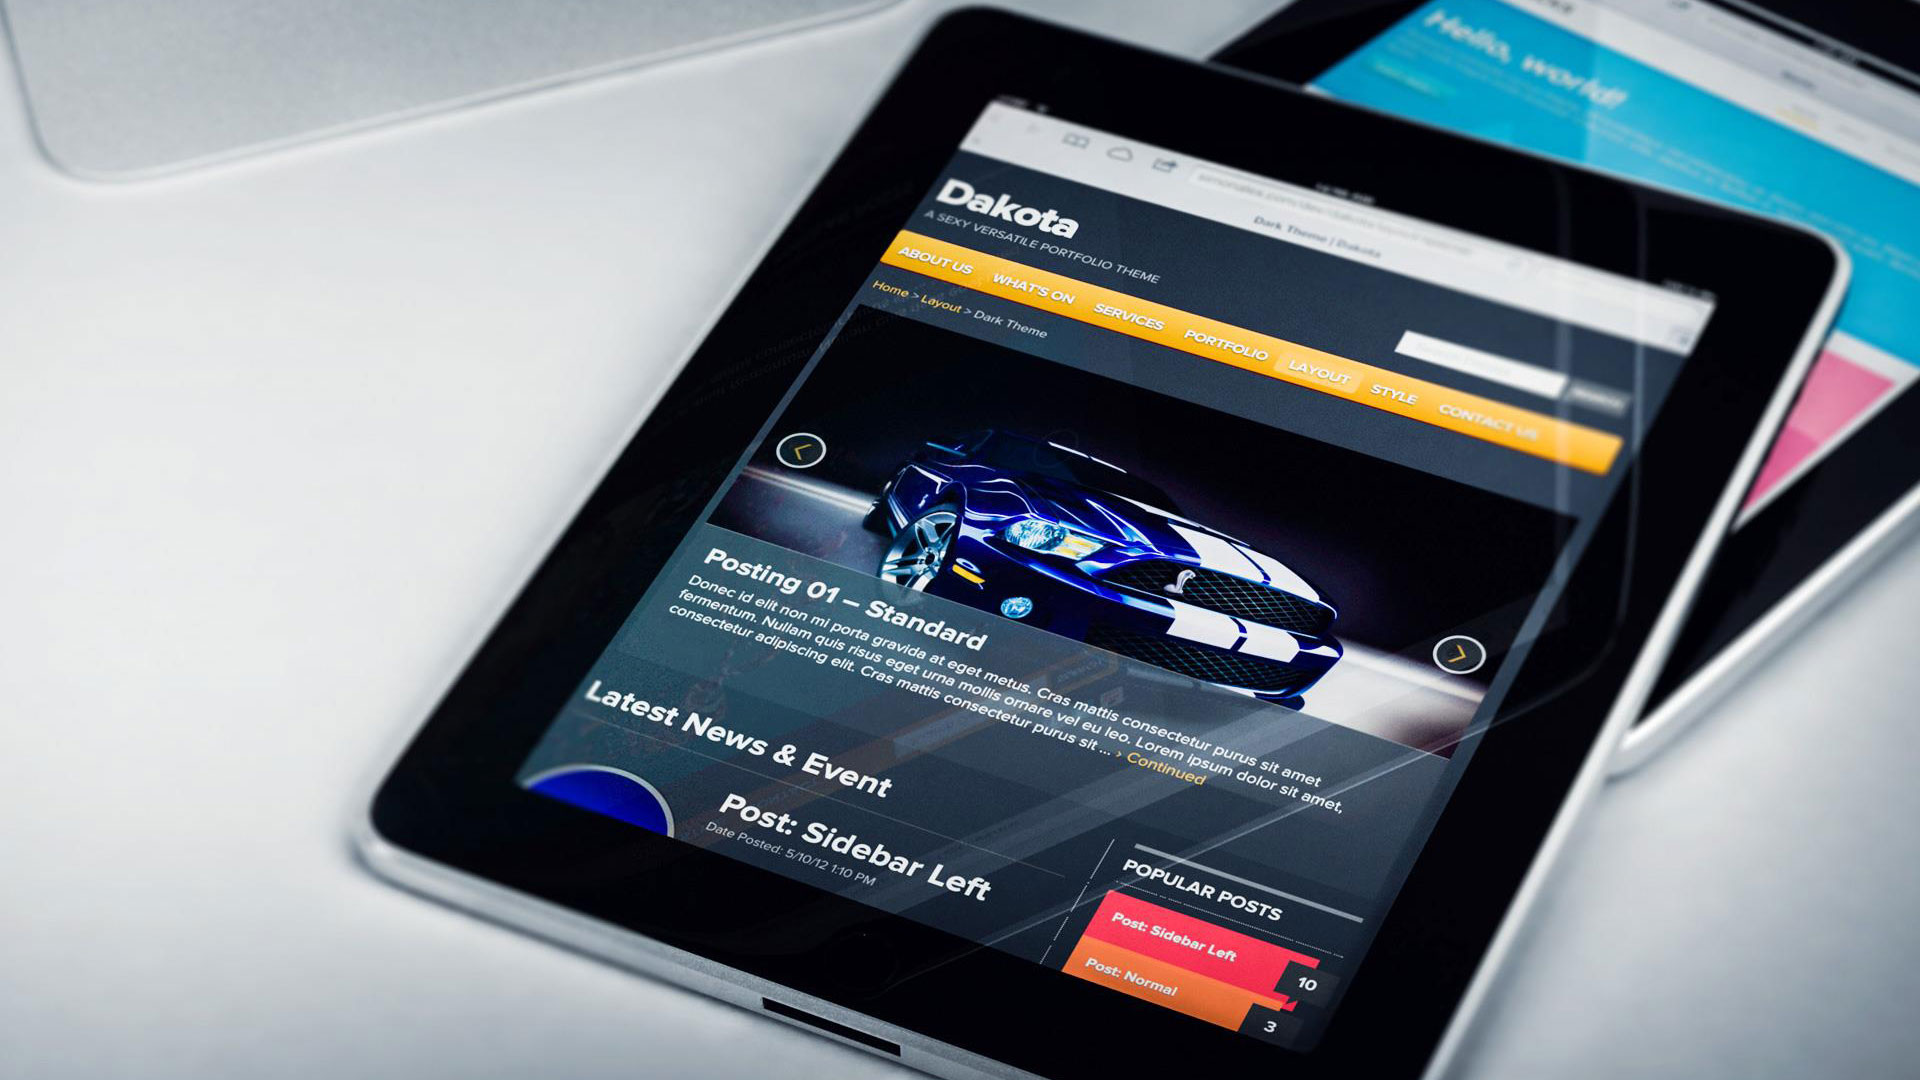 Hello, world!
Dark Theme | Dakota
Dakota
A SEXY VERSATILE PORTFOLIO THEME
ABOUT US WHAT'S ON SERVICES PORTFOLIO LAYOUT STYLE CONTACT US
Home > Layout > Dark Theme
Posting 01 – Standard
Donec id elit non mi porta gravida at eget metus. Cras mattis consectetur purus sit amet
fermentum. Nullam quis risus eget urna mollis ornare vel eu leo. Lorem ipsum dolor sit amet,
consectetur adipiscing elit. Cras mattis consectetur purus sit ... › Continued
Latest News & Event
Post: Sidebar Left
Date Posted: 5/10/12 1:10 PM
POPULAR POSTS
Post: Sidebar Left
10
Post: Normal
3